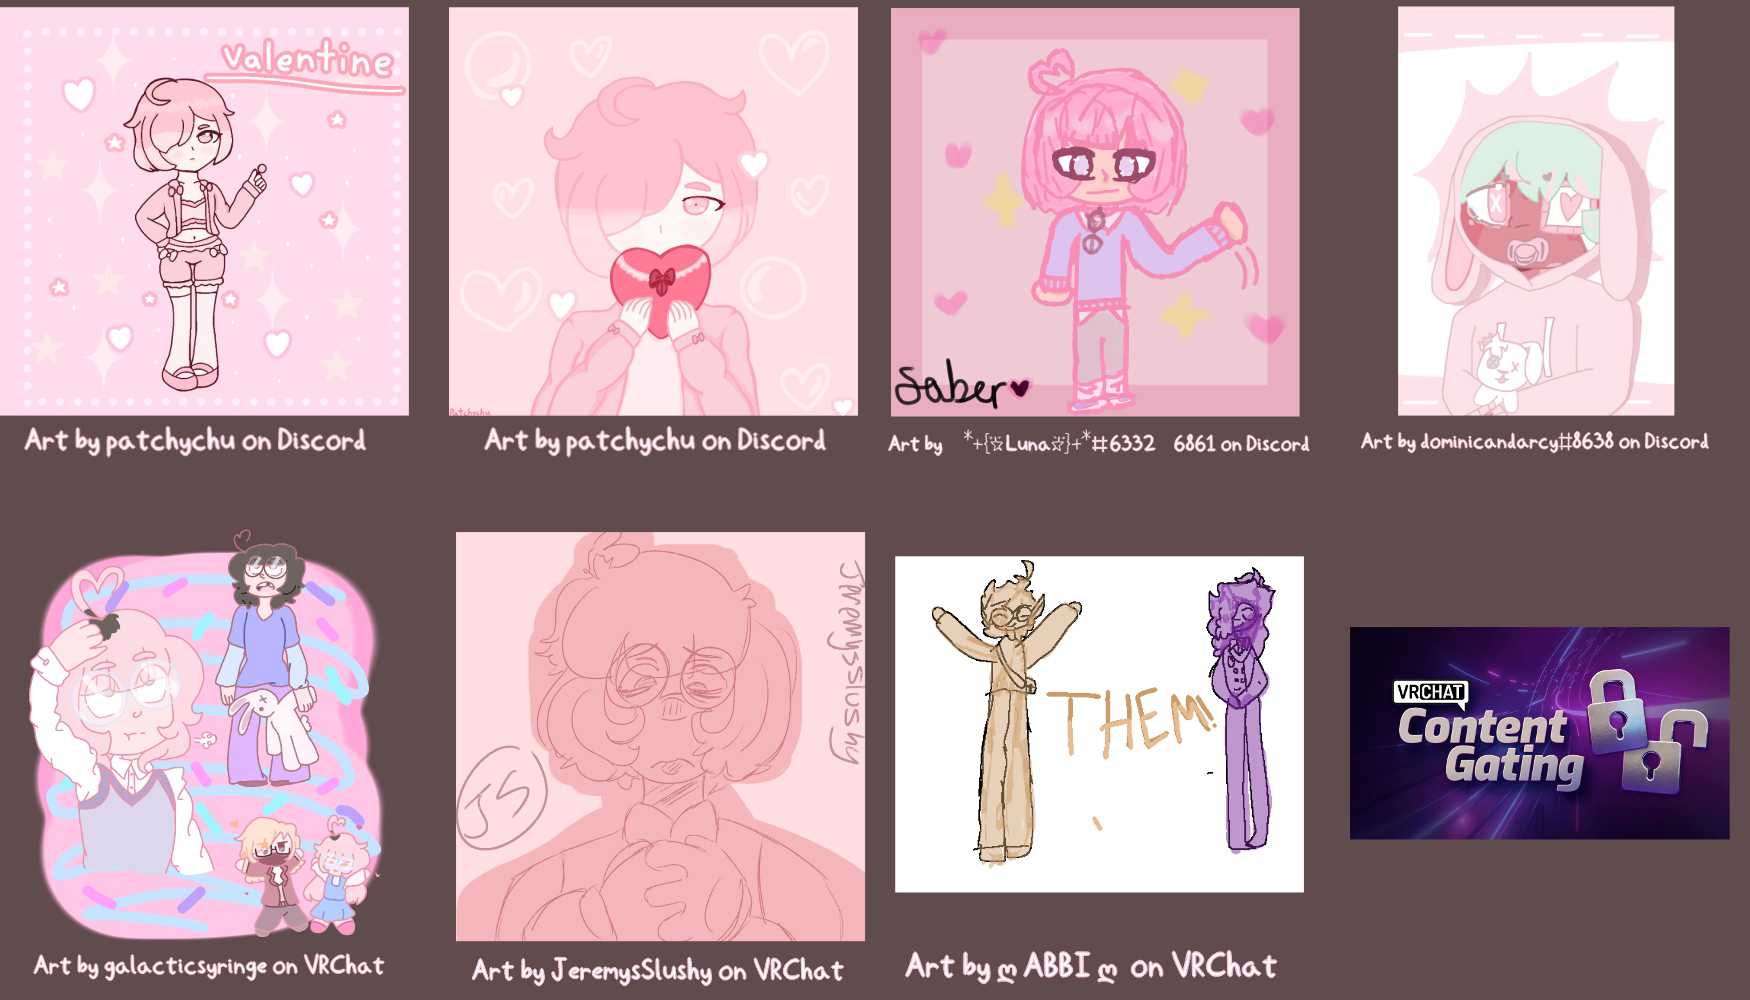 valentine
Patchychu
Saber
Art by patchychu on Discord
Art by patchychu on Discord
Art by *+{☆Luna☆}+*#6332 6861 on Discord
Art by dominicandarcy#8638 on Discord
JeremysSlushy
JS
THEM!
VRCHAT
Content
Gating
Art by galacticsyringe on VRChat
Art by JeremysSlushy on VRChat
Art by ღ ABBI ღ on VRChat